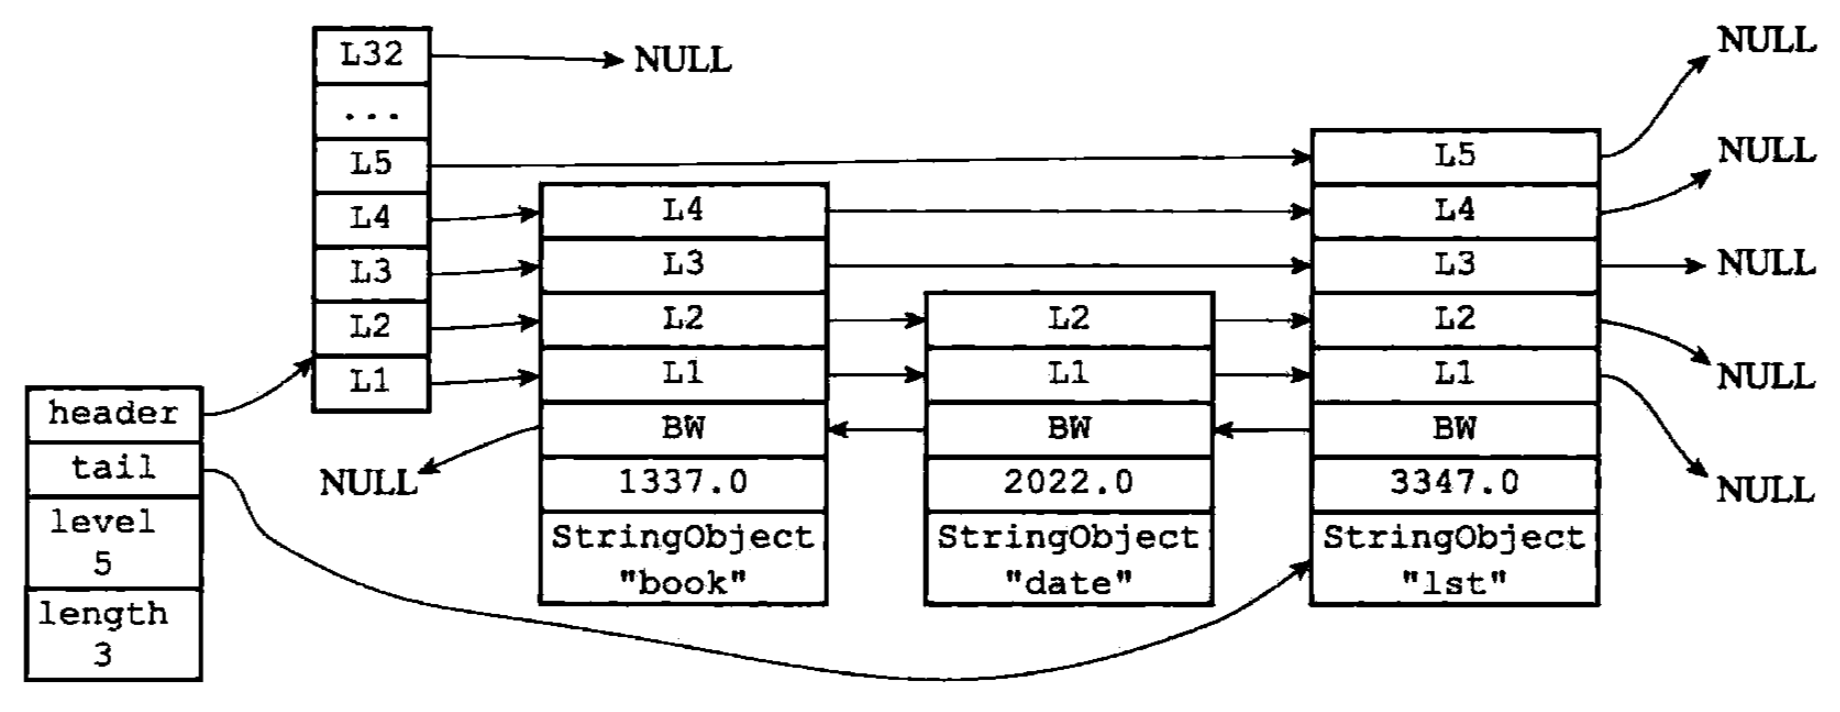 L32
NULL
...
L5
L4
L3
L2
L1
header
tail
level
5
length
3
NULL
L4
L3
L2
L1
BW
1337.0
StringObject
"book"
L2
L1
BW
2022.0
StringObject
"date"
L5
L4
L3
L2
L1
BW
3347.0
StringObject
"lst"
NULL
NULL
NULL
NULL
NULL